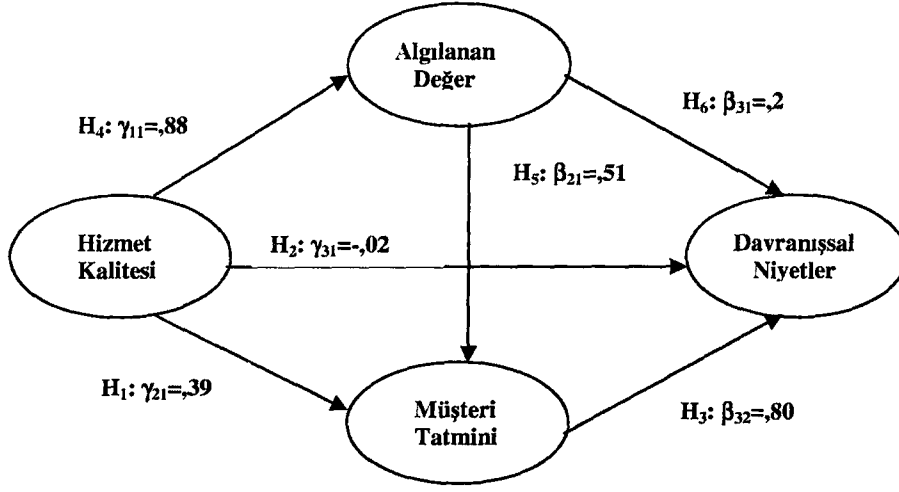 Algılanan
Değer
H₄: γ₁₁=,88
H₆: β₃₁=,2
H₅: β₂₁=,51
Hizmet
Kalitesi
H₂: γ₃₁=-,02
Davranışsal
Niyetler
H₁: γ₂₁=,39
Müşteri
Tatmini
H₃: β₃₂=,80